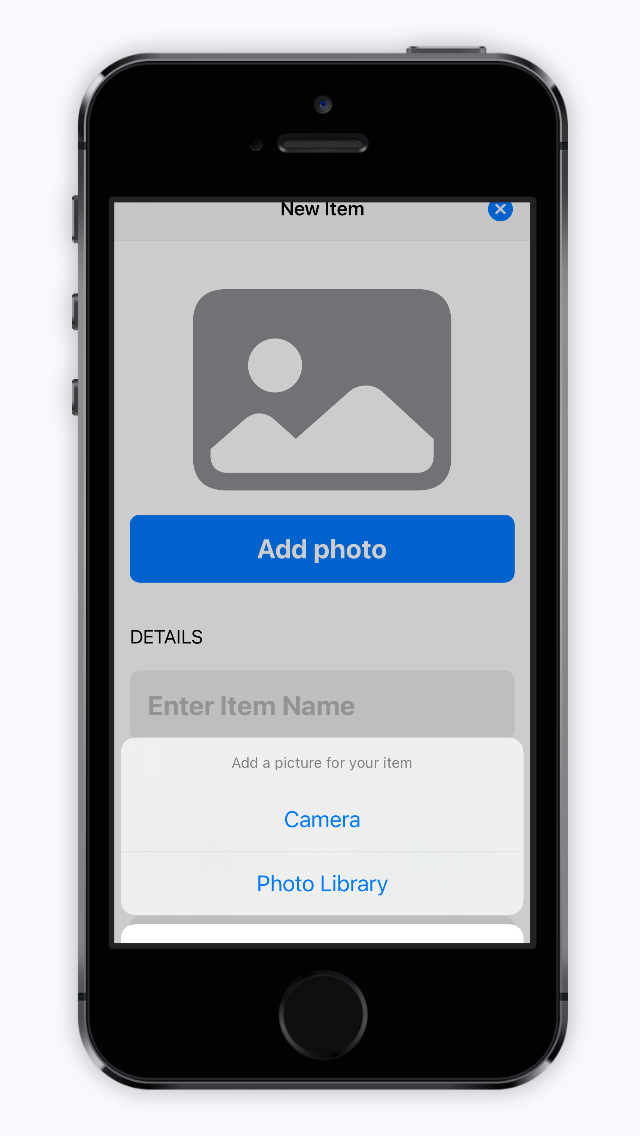 New Item
Add photo
DETAILS
Enter Item Name
Add a picture for your item
Camera
Photo Library